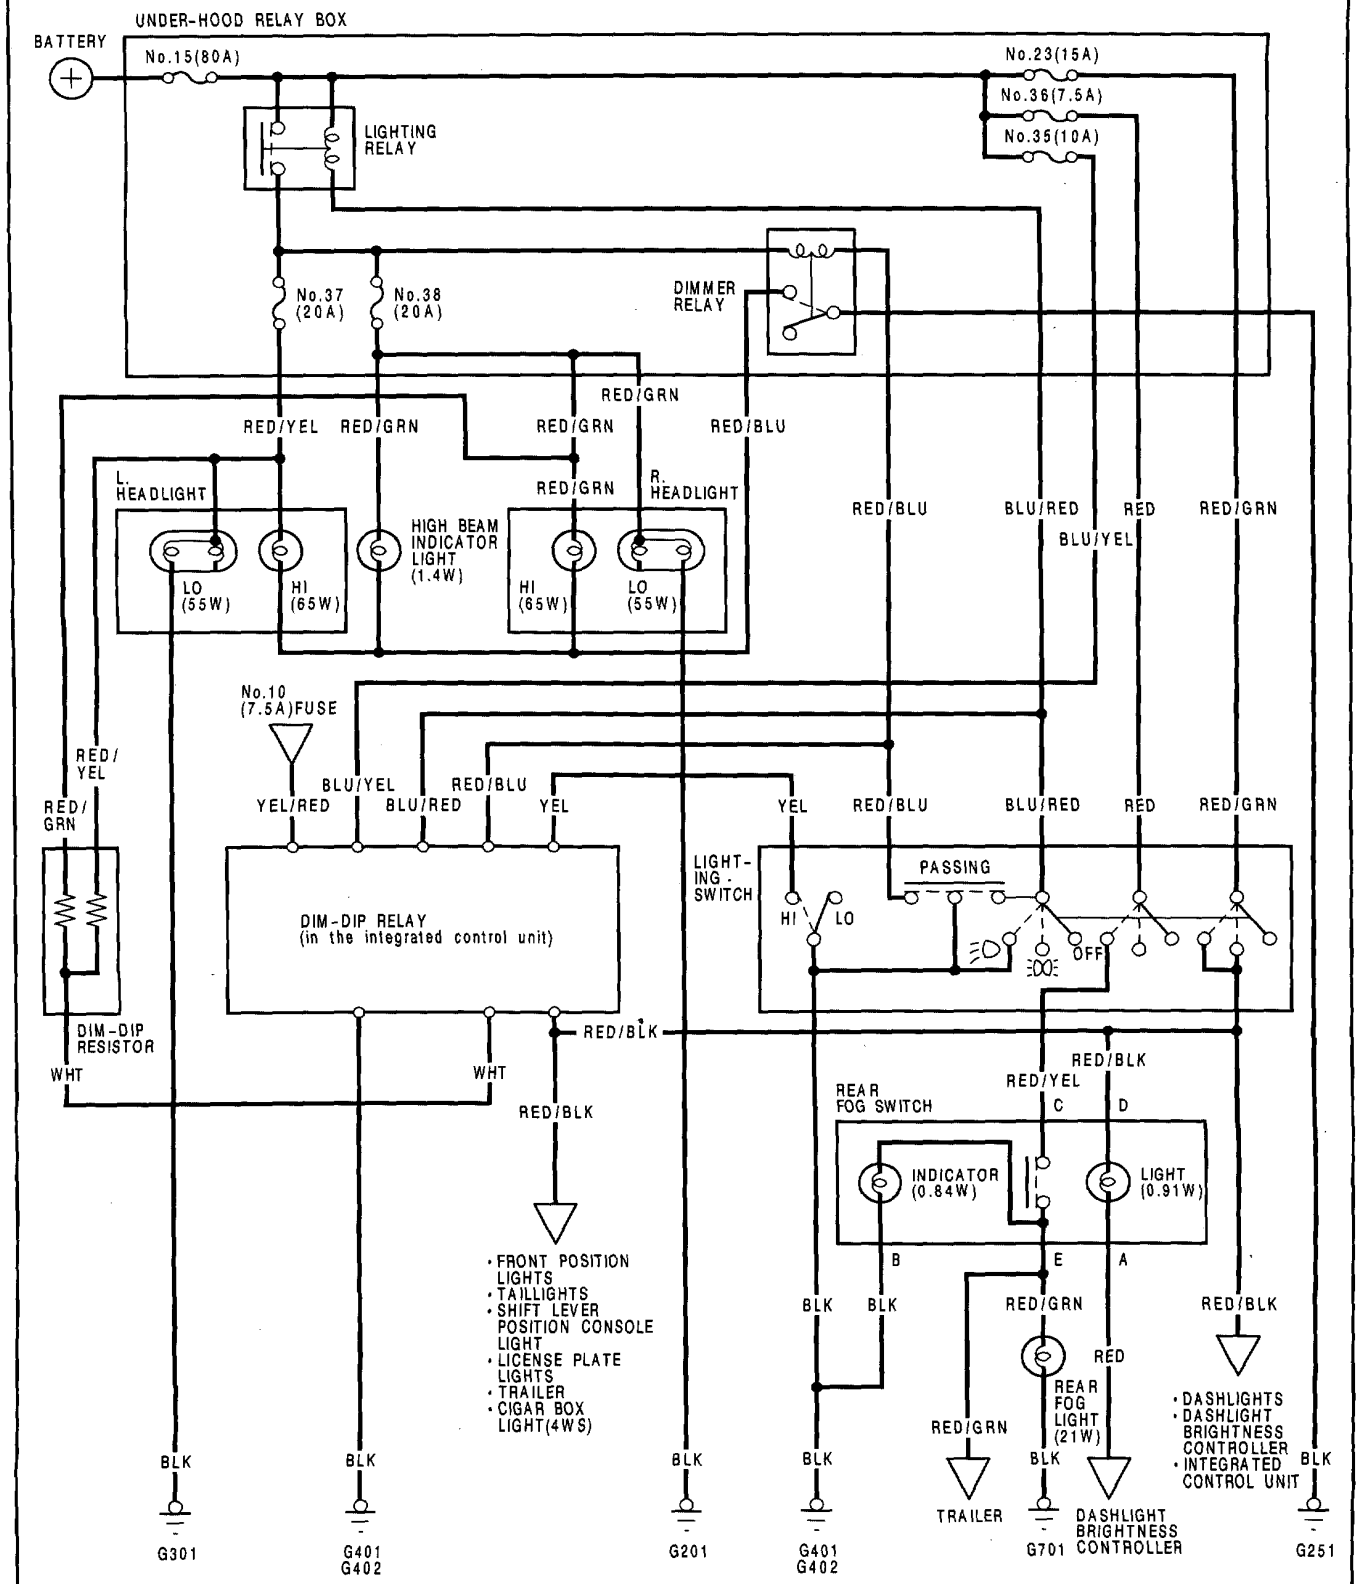 UNDER-HOOD RELAY BOX
BATTERY
+
No.15(80A)
No.23(15A)
No.36(7.5A)
No.35(10A)
LIGHTING
RELAY
DIMMER
RELAY
No.37
(20A)
No.38
(20A)
RED/GRN
RED/YEL
RED/GRN
RED/GRN
RED/BLU
RED/GRN
L.
HEADLIGHT
R.
HEADLIGHT
RED/BLU
BLU/RED
RED
RED/GRN
BLU/YEL
HIGH BEAM
INDICATOR
LIGHT
(1.4W)
LO
(55W)
HI
(65W)
HI
(65W)
LO
(55W)
No.10
(7.5A)FUSE
RED/
YEL
RED/
GRN
YEL/RED
BLU/YEL
BLU/RED
RED/BLU
YEL
YEL
RED/BLU
BLU/RED
RED
RED/GRN
LIGHT-
ING-
SWITCH
PASSING
HI
LO
OFF
DIM-DIP RELAY
(in the integrated control unit)
DIM-DIP
RESISTOR
WHT
WHT
RED/BLK
RED/BLK
RED/BLK
RED/YEL
REAR
FOG SWITCH
C
D
INDICATOR
(0.84W)
LIGHT
(0.91W)
B
E
A
• FRONT POSITION
LIGHTS
• TAILLIGHTS
• SHIFT LEVER
POSITION CONSOLE
LIGHT
• LICENSE PLATE
LIGHTS
• TRAILER
• CIGAR BOX
LIGHT(4WS)
BLK
BLK
RED/GRN
RED/BLK
RED
REAR
FOG
LIGHT
(21W)
RED/GRN
• DASHLIGHTS
• DASHLIGHT
BRIGHTNESS
CONTROLLER
• INTEGRATED
CONTROL UNIT
BLK
BLK
BLK
BLK
BLK
BLK
TRAILER
DASHLIGHT
BRIGHTNESS
CONTROLLER
G301
G401
G402
G201
G401
G402
G701
G251